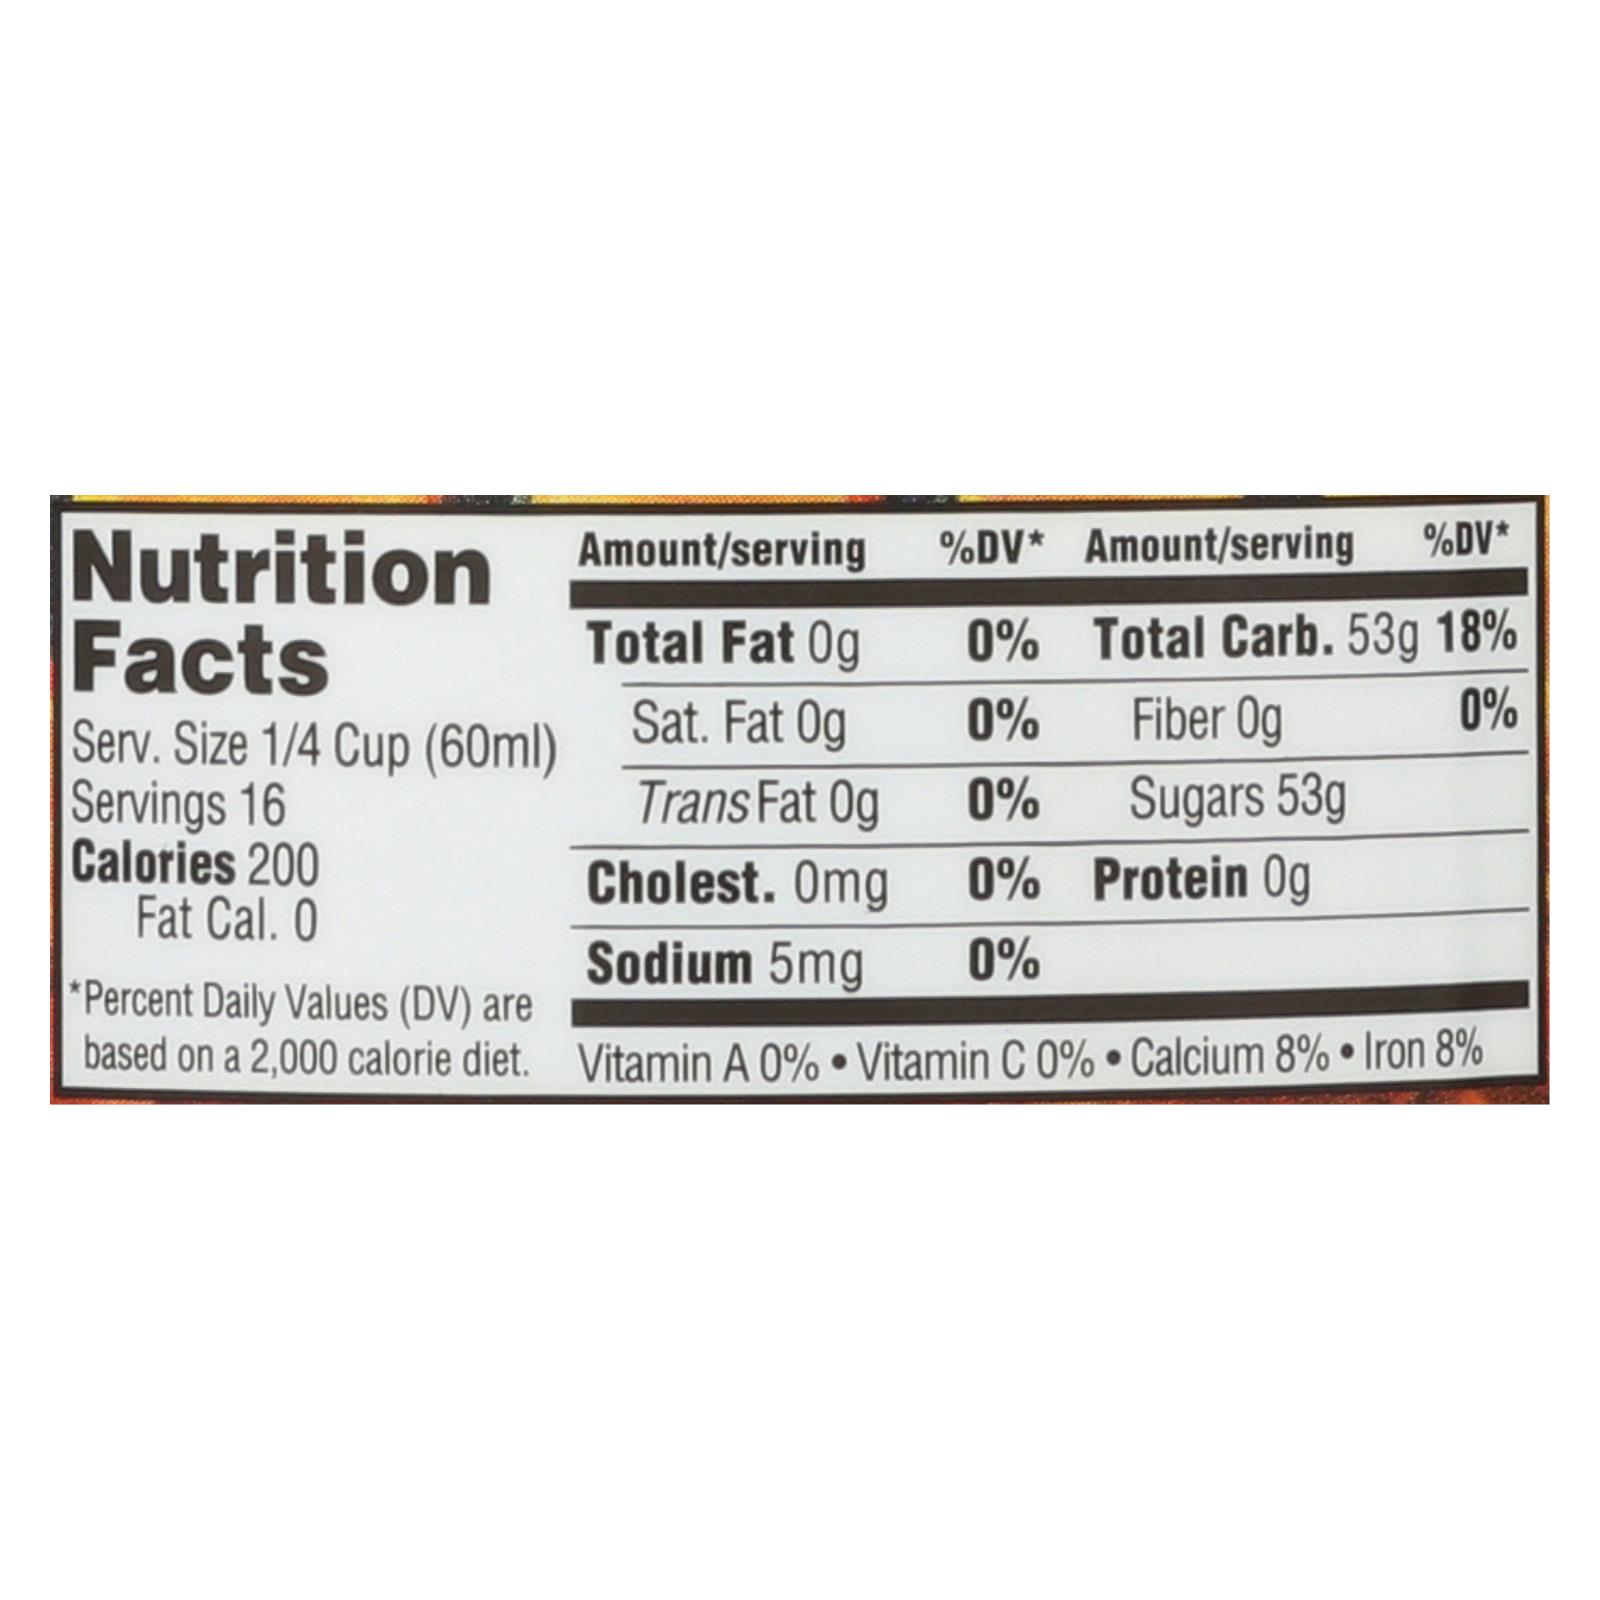 Nutrition
Facts
Serv. Size 1/4 Cup (60ml)
Servings 16
Calories 200
Fat Cal. 0
*Percent Daily Values (DV) are
based on a 2,000 calorie diet.
Amount/serving %DV* Amount/serving %DV*
Total Fat 0g 0% Total Carb. 53g 18%
Sat. Fat 0g 0% Fiber 0g 0%
Trans Fat 0g 0% Sugars 53g
Cholest. 0mg 0% Protein 0g
Sodium 5mg 0%
Vitamin A 0% • Vitamin C 0% • Calcium 8% • Iron 8%